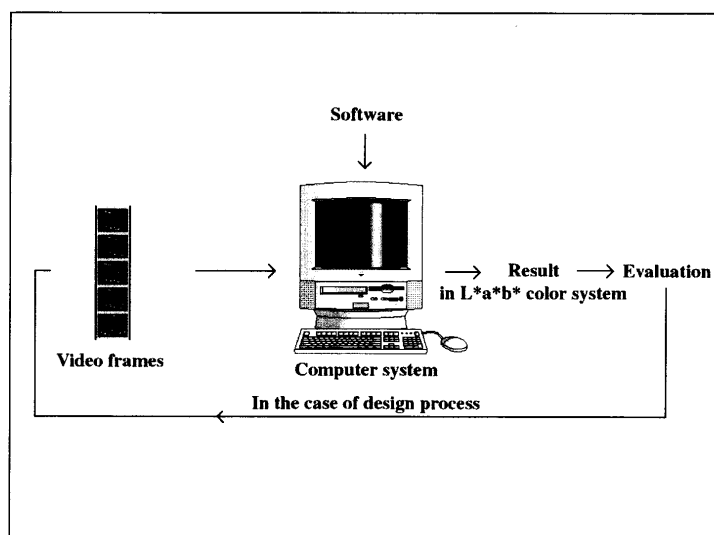 Software
Result
Evaluation
in L*a*b* color system
Video frames
Computer system
In the case of design process